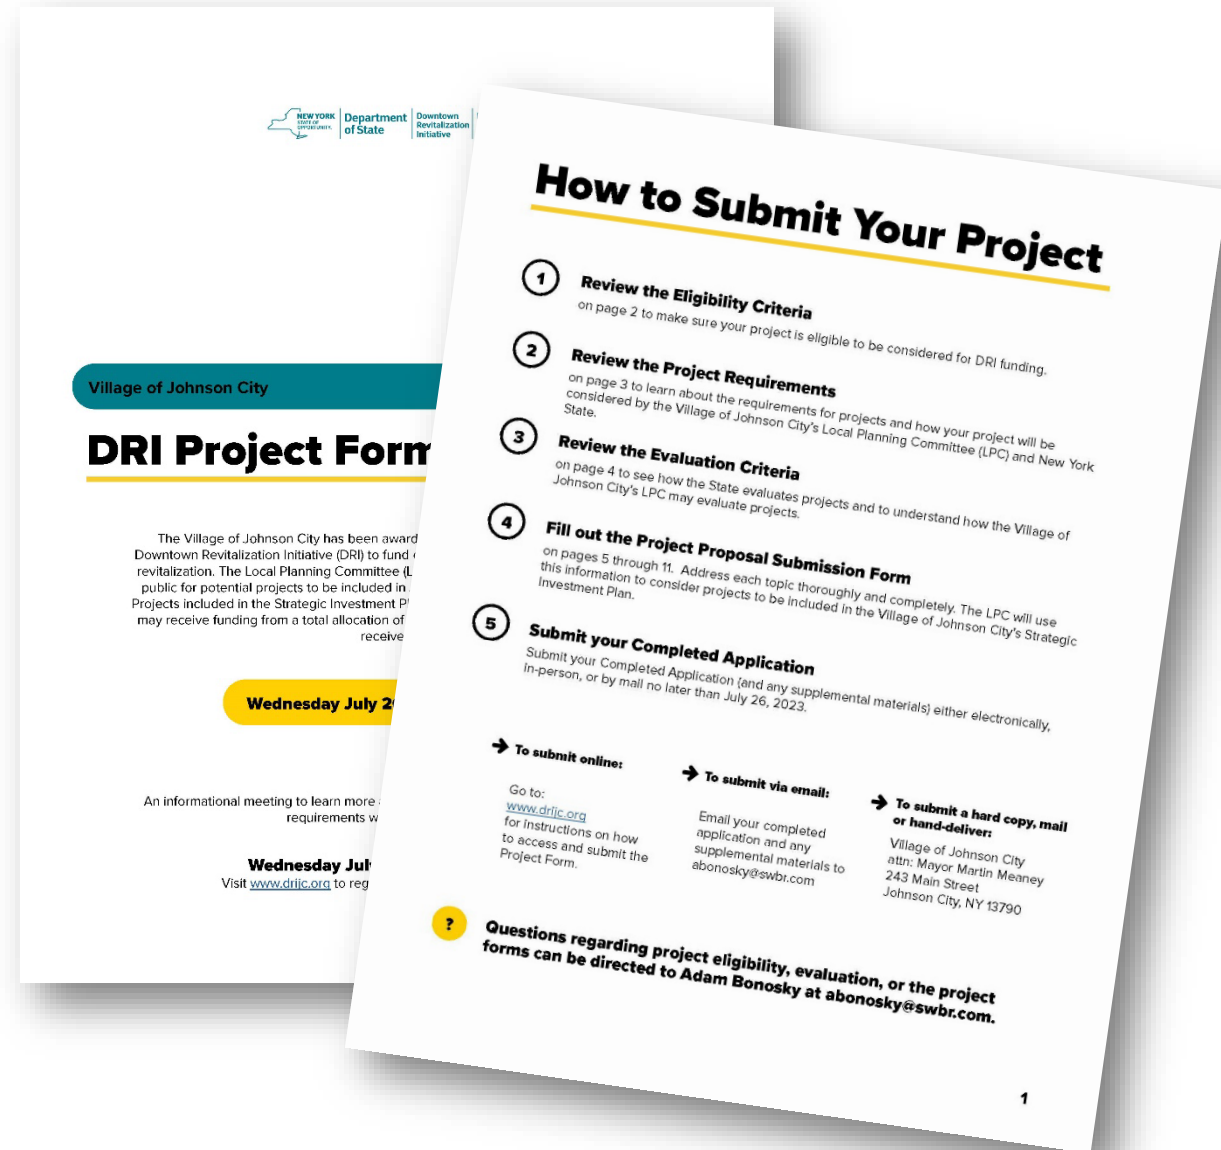 NEW YORK
STATE OF
OPPORTUNITY.
Department
of State
Downtown
Revitalization
Initiative
Village of Johnson City
DRI Project Form
The Village of Johnson City has been award
Downtown Revitalization Initiative (DRI) to fund
revitalization. The Local Planning Committee (L
public for potential projects to be included in
Projects included in the Strategic Investment P
may receive funding from a total allocation of
receive
Wednesday July 2
An informational meeting to learn more
requirements w
Wednesday Jul
Visit www.drijc.org to reg
How to Submit Your Project
1
Review the Eligibility Criteria
on page 2 to make sure your project is eligible to be considered for DRI funding.
2
Review the Project Requirements
on page 3 to learn about the requirements for projects and how your project will be
considered by the Village of Johnson City's Local Planning Committee (LPC) and New York
State.
3
Review the Evaluation Criteria
on page 4 to see how the State evaluates projects and to understand how the Village of
Johnson City's LPC may evaluate projects.
4
Fill out the Project Proposal Submission Form
on pages 5 through 11. Address each topic thoroughly and completely. The LPC will use
this information to consider projects to be included in the Village of Johnson City's Strategic
Investment Plan.
5
Submit your Completed Application
Submit your Completed Application (and any supplemental materials) either electronically,
in-person, or by mail no later than July 26, 2023.
→ To submit online:
Go to:
www.drijc.org
for instructions on how
to access and submit the
Project Form.
→ To submit via email:
Email your completed
application and any
supplemental materials to
abonosky@swbr.com
→ To submit a hard copy, mail
or hand-deliver:
Village of Johnson City
attn: Mayor Martin Meaney
243 Main Street
Johnson City, NY 13790
?
Questions regarding project eligibility, evaluation, or the project
forms can be directed to Adam Bonosky at abonosky@swbr.com.
1